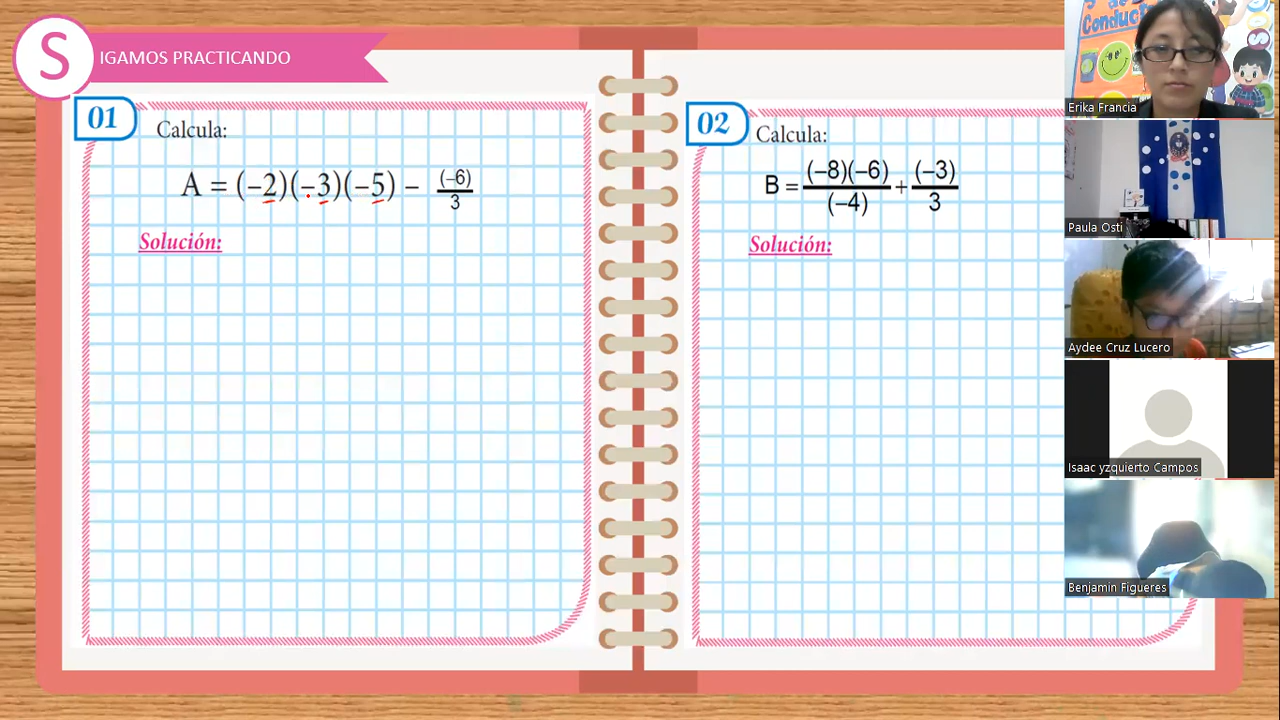 S IGAMOS PRACTICANDO
01 Calcula:
A = (–2)(–3)(–5) – (–6)/3
Solución:
02 Calcula:
B = (–8)(–6)/(–4) + (–3)/3
Solución:
Conducta
Erika Francia
Paula Osti
Aydee Cruz Lucero
Isaac yzquierto Campos
Benjamin Figueres